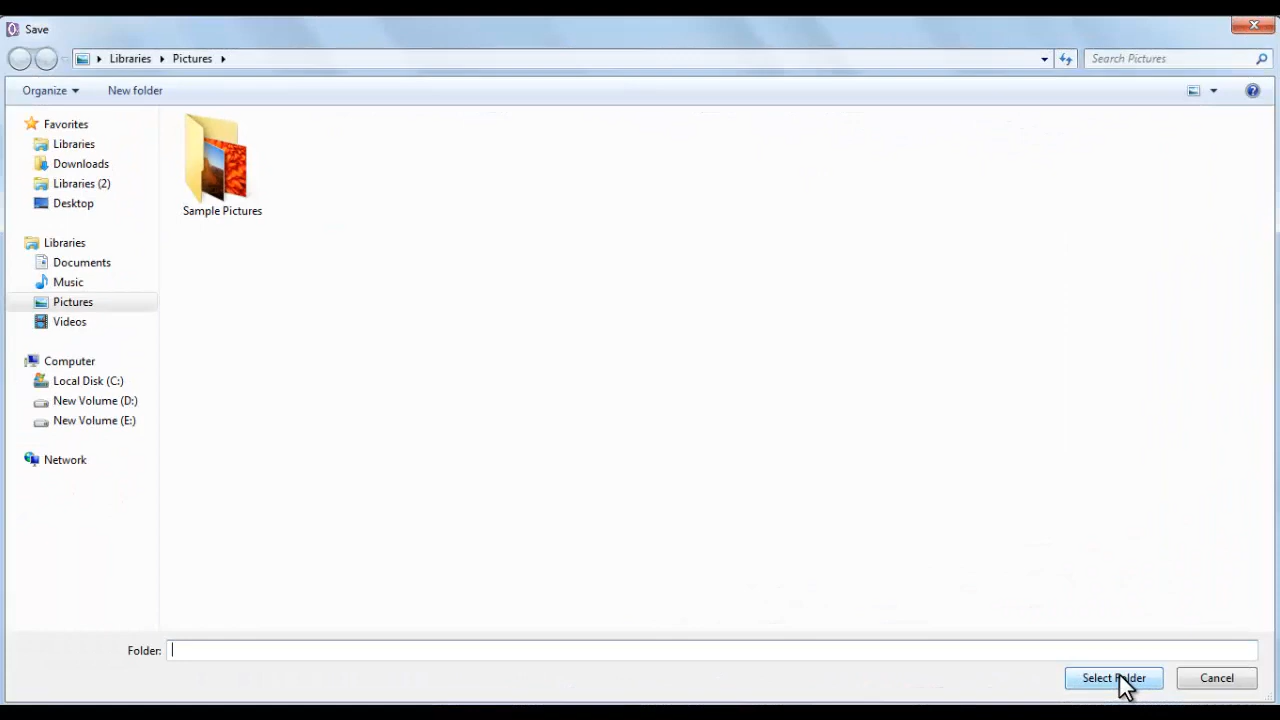 Save
Libraries Pictures
Search Pictures
Organize New folder
Favorites
Libraries
Downloads
Libraries (2)
Desktop
Libraries
Documents
Music
Pictures
Videos
Computer
Local Disk (C:)
New Volume (D:)
New Volume (E:)
Network
Sample Pictures
Folder:
Select Folder Cancel